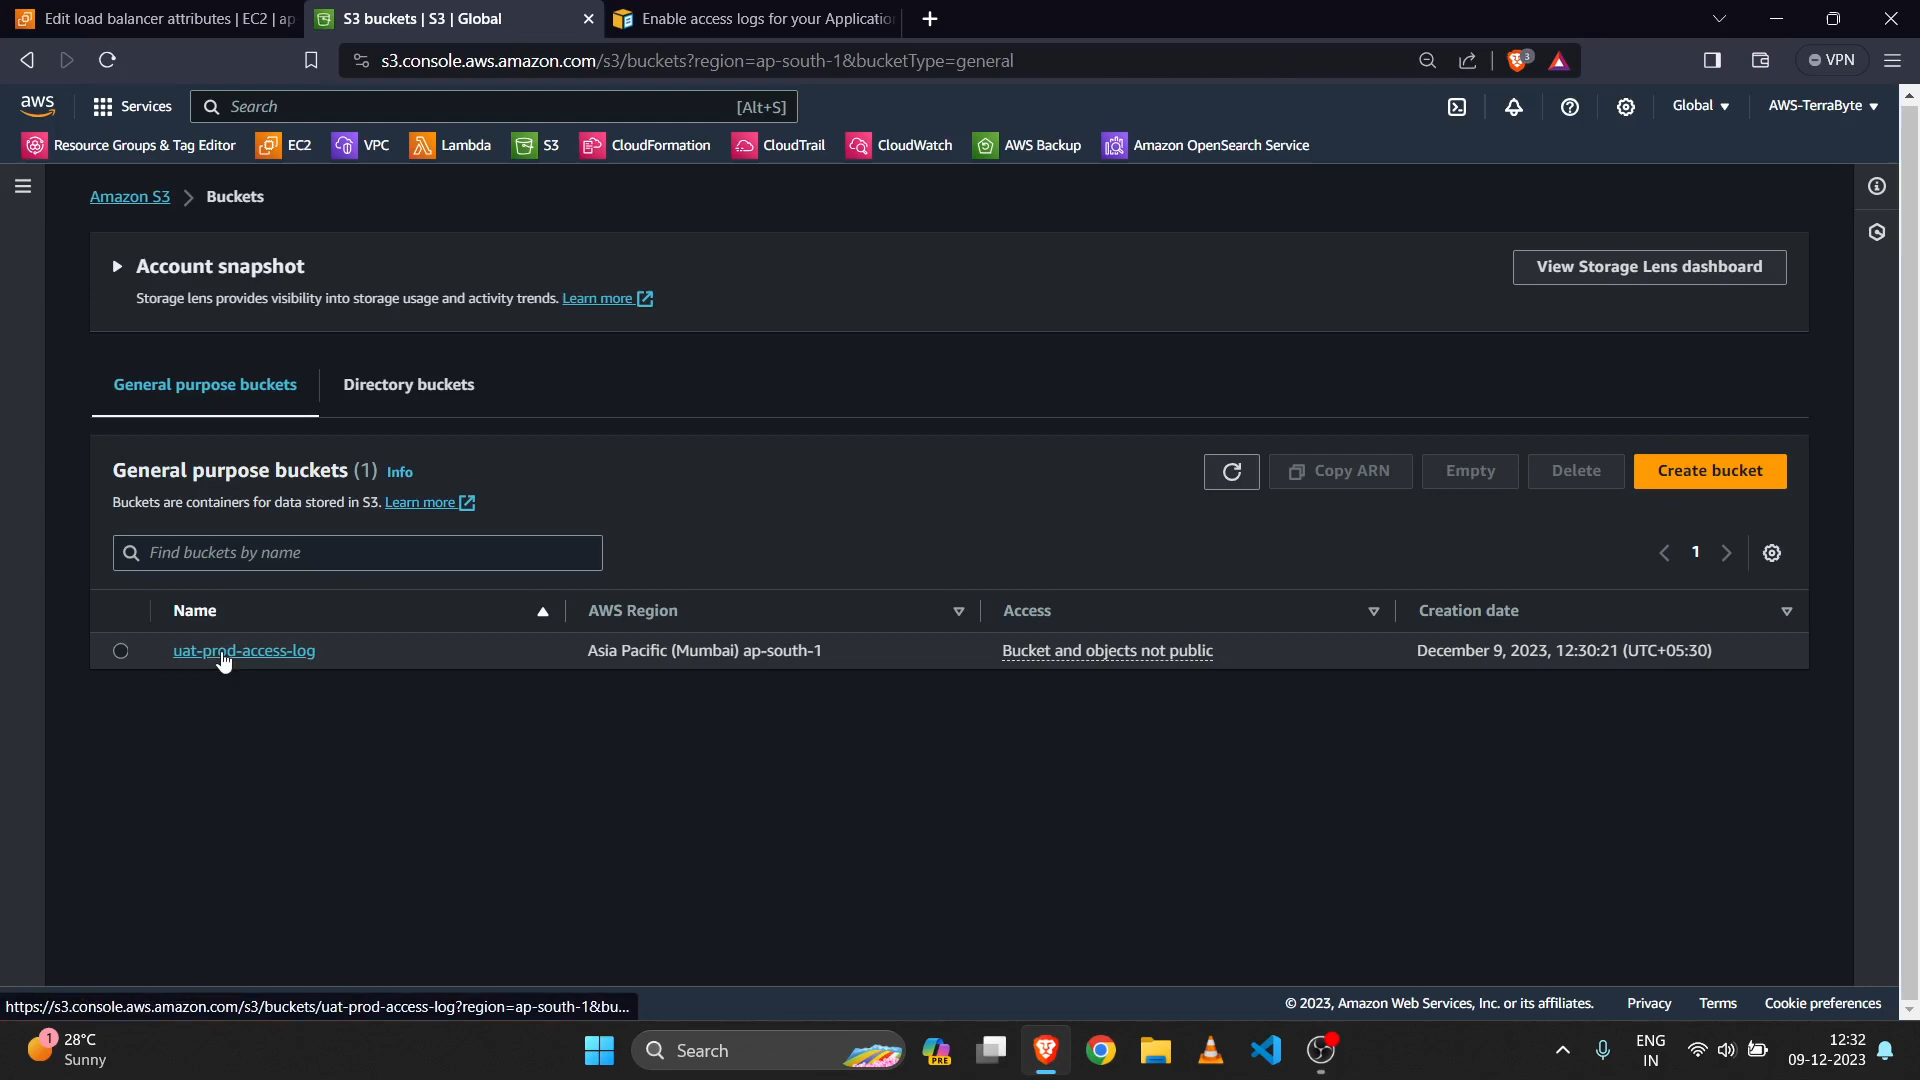 Edit load balancer attributes | EC2 | ap
S3 buckets | S3 | Global
Enable access logs for your Applicatio
s3.console.aws.amazon.com/s3/buckets?region=ap-south-1&bucketType=general
3
VPN
aws
Services
Search
[Alt+S]
Global
AWS-TerraByte
Resource Groups & Tag Editor
EC2
VPC
Lambda
S3
CloudFormation
CloudTrail
CloudWatch
AWS Backup
Amazon OpenSearch Service
Amazon S3
Buckets
Account snapshot
View Storage Lens dashboard
Storage lens provides visibility into storage usage and activity trends. Learn more
General purpose buckets
Directory buckets
General purpose buckets (1) Info
Copy ARN
Empty
Delete
Create bucket
Buckets are containers for data stored in S3. Learn more
Find buckets by name
1
Name
AWS Region
Access
Creation date
uat-prod-access-log
Asia Pacific (Mumbai) ap-south-1
Bucket and objects not public
December 9, 2023, 12:30:21 (UTC+05:30)
https://s3.console.aws.amazon.com/s3/buckets/uat-prod-access-log?region=ap-south-1&bu...
© 2023, Amazon Web Services, Inc. or its affiliates.
Privacy
Terms
Cookie preferences
1
28°C
Sunny
Search
PRE
ENG
IN
12:32
09-12-2023